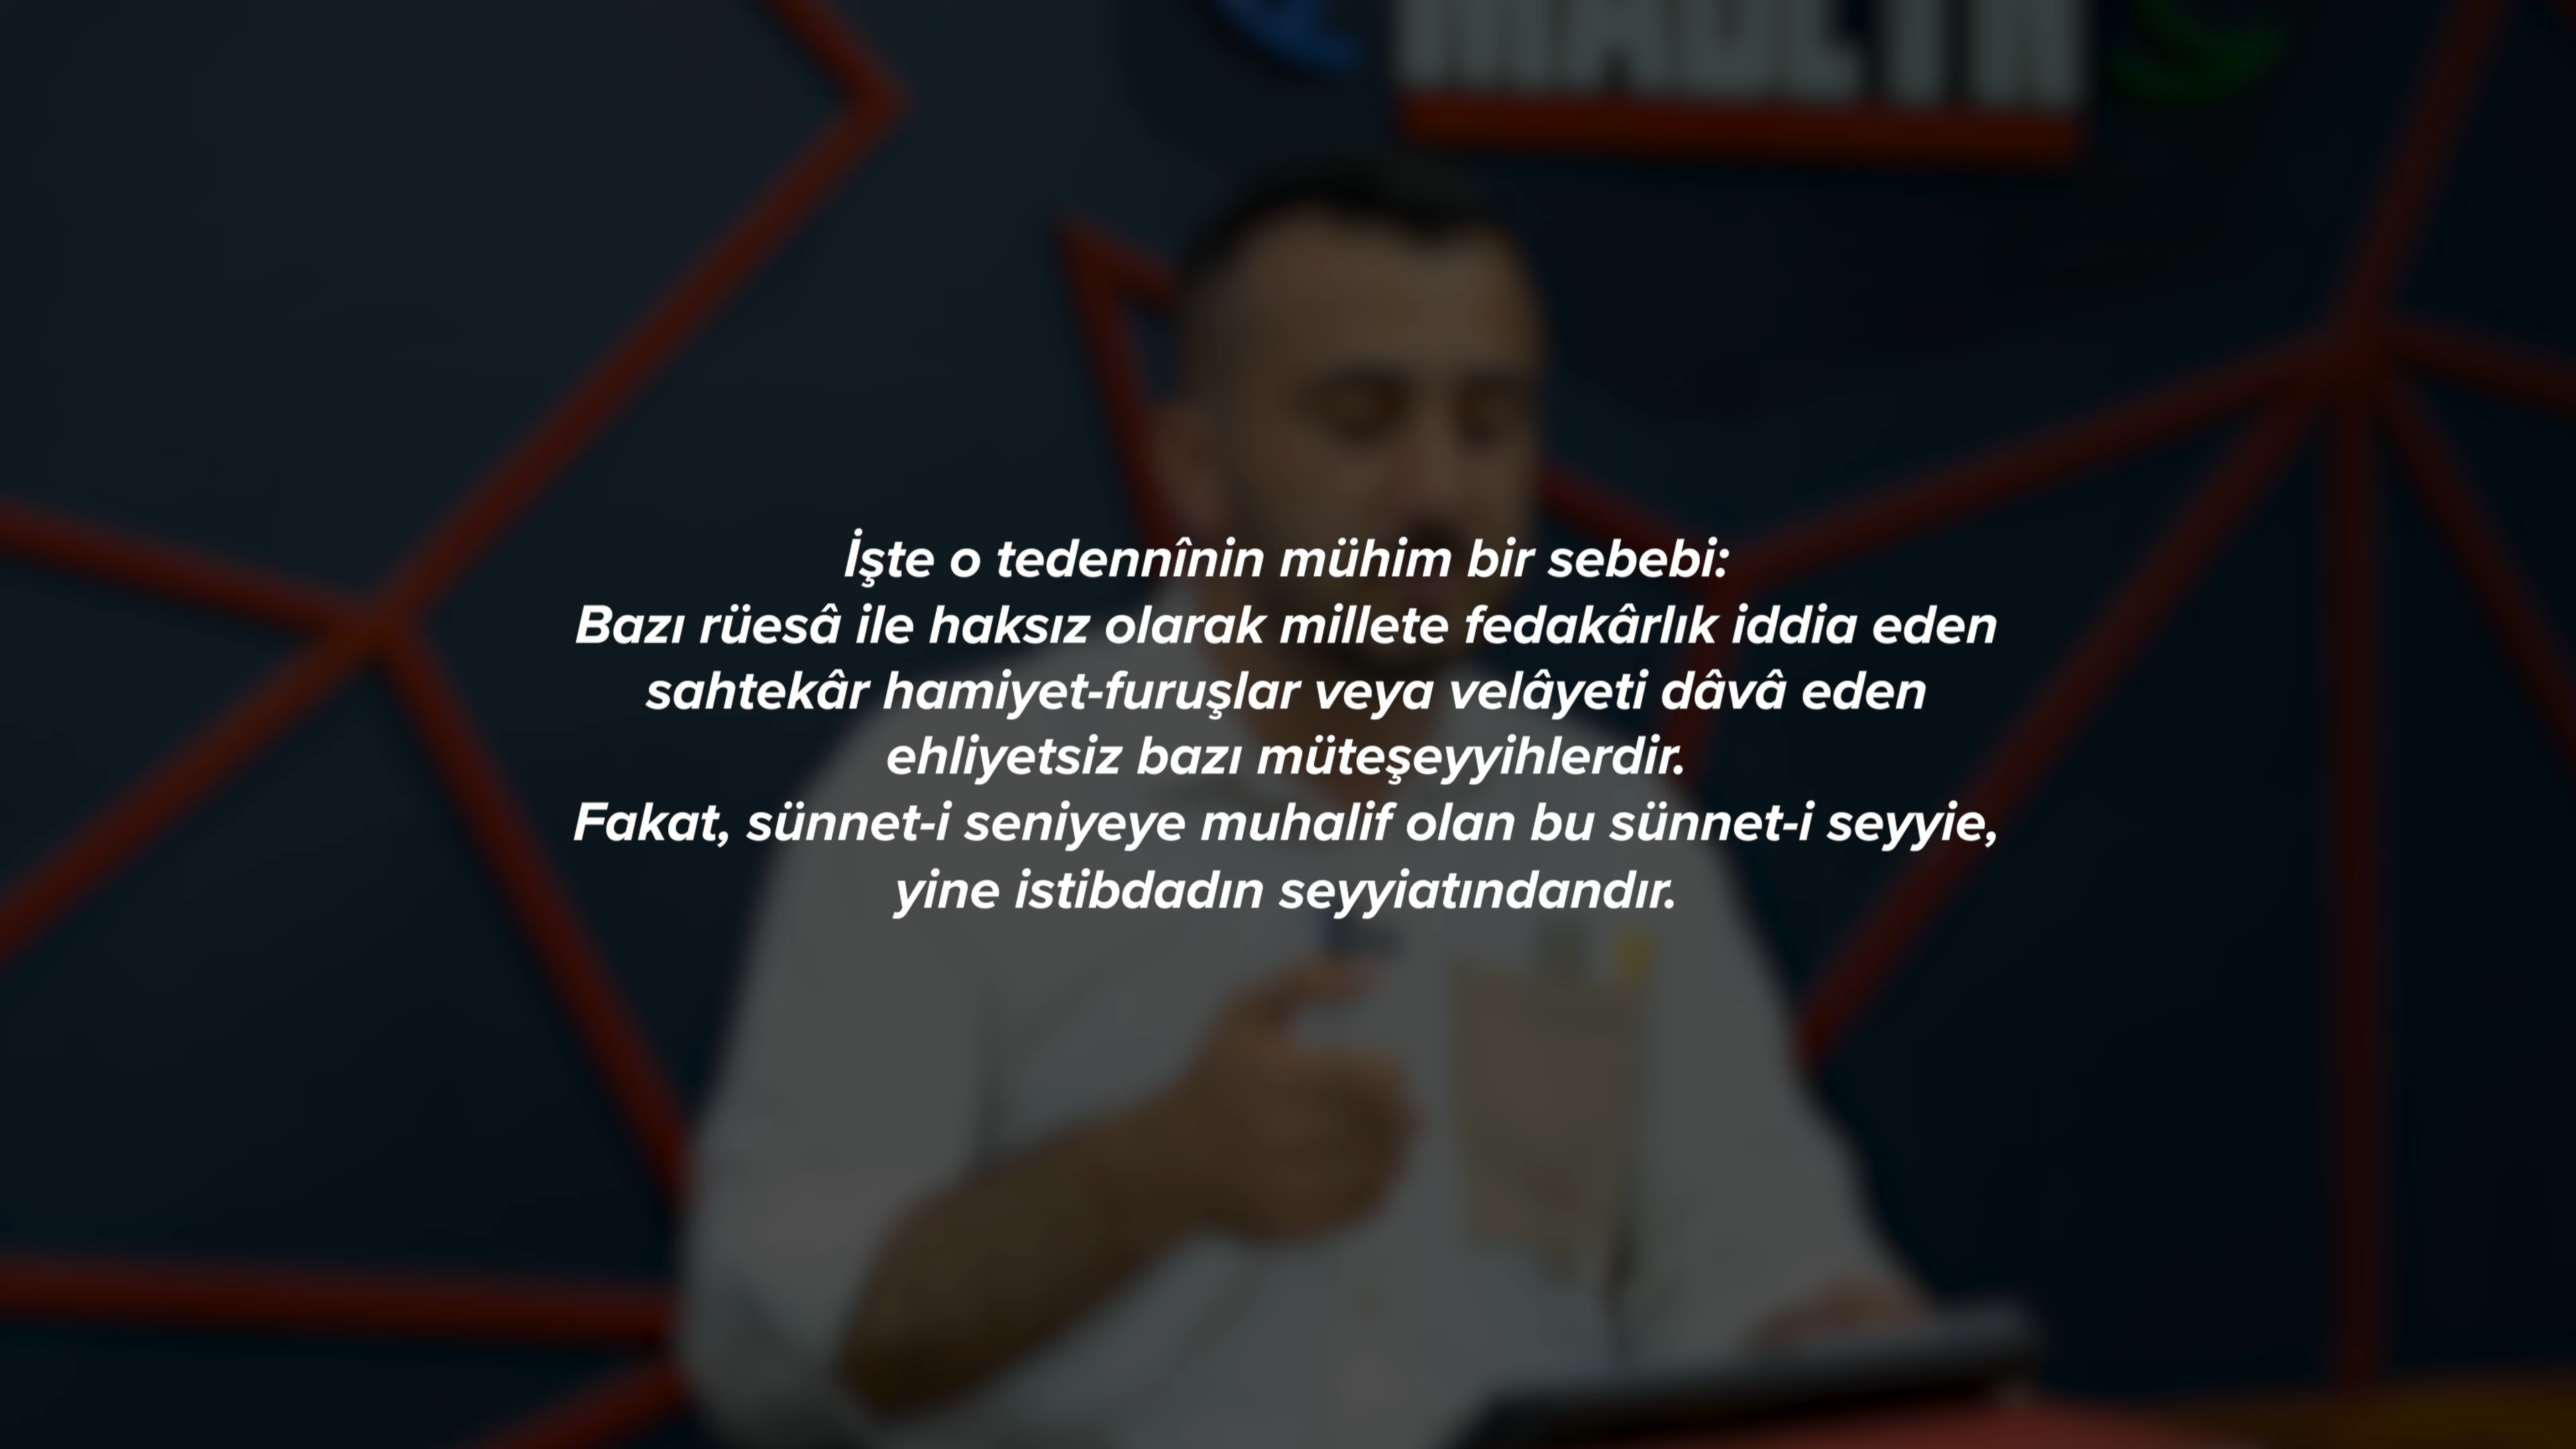 İşte o tedennînin mühim bir sebebi:
Bazı rüesâ ile haksız olarak millete fedakârlık iddia eden
sahtekâr hamiyet-furuşlar veya velâyeti dâvâ eden
ehliyetsiz bazı müteşeyyihlerdir.
Fakat, sünnet-i seniyeye muhalif olan bu sünnet-i seyyie,
yine istibdadın seyyiatındandır.